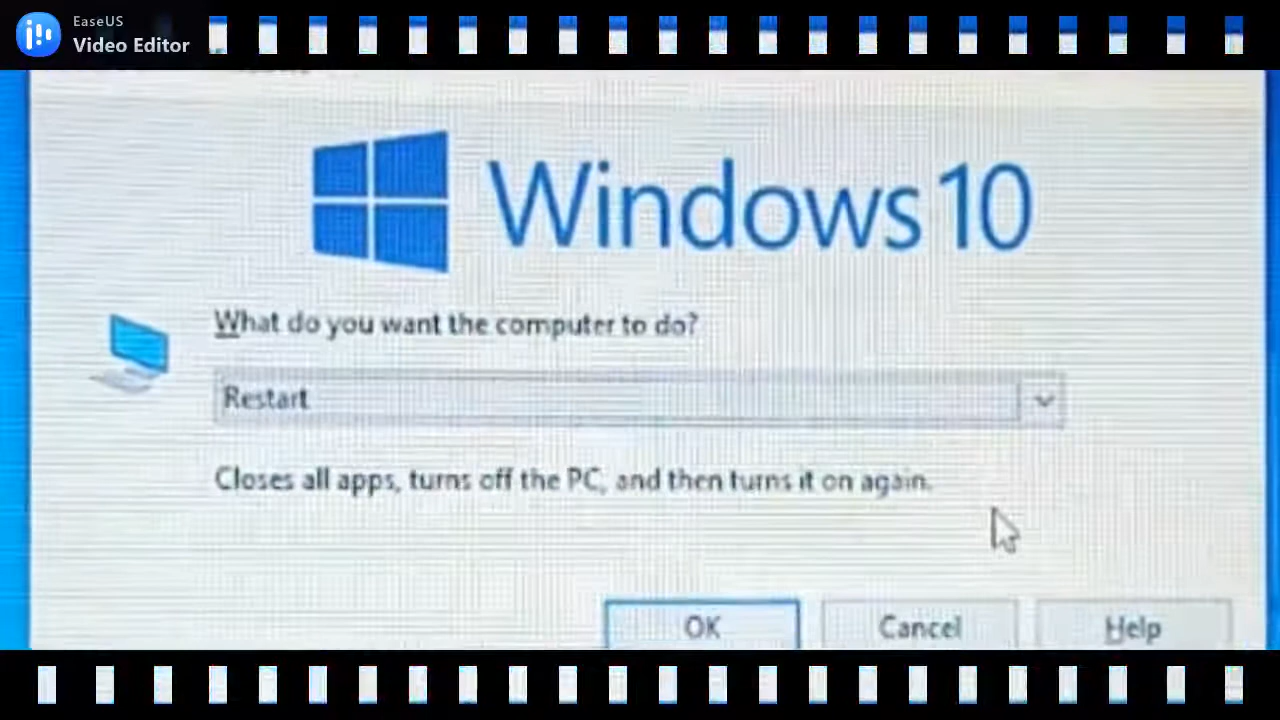 EaseUS
Video Editor
Windows 10
What do you want the computer to do?
Restart
Closes all apps, turns off the PC, and then turns it on again.
OK
Cancel
Help